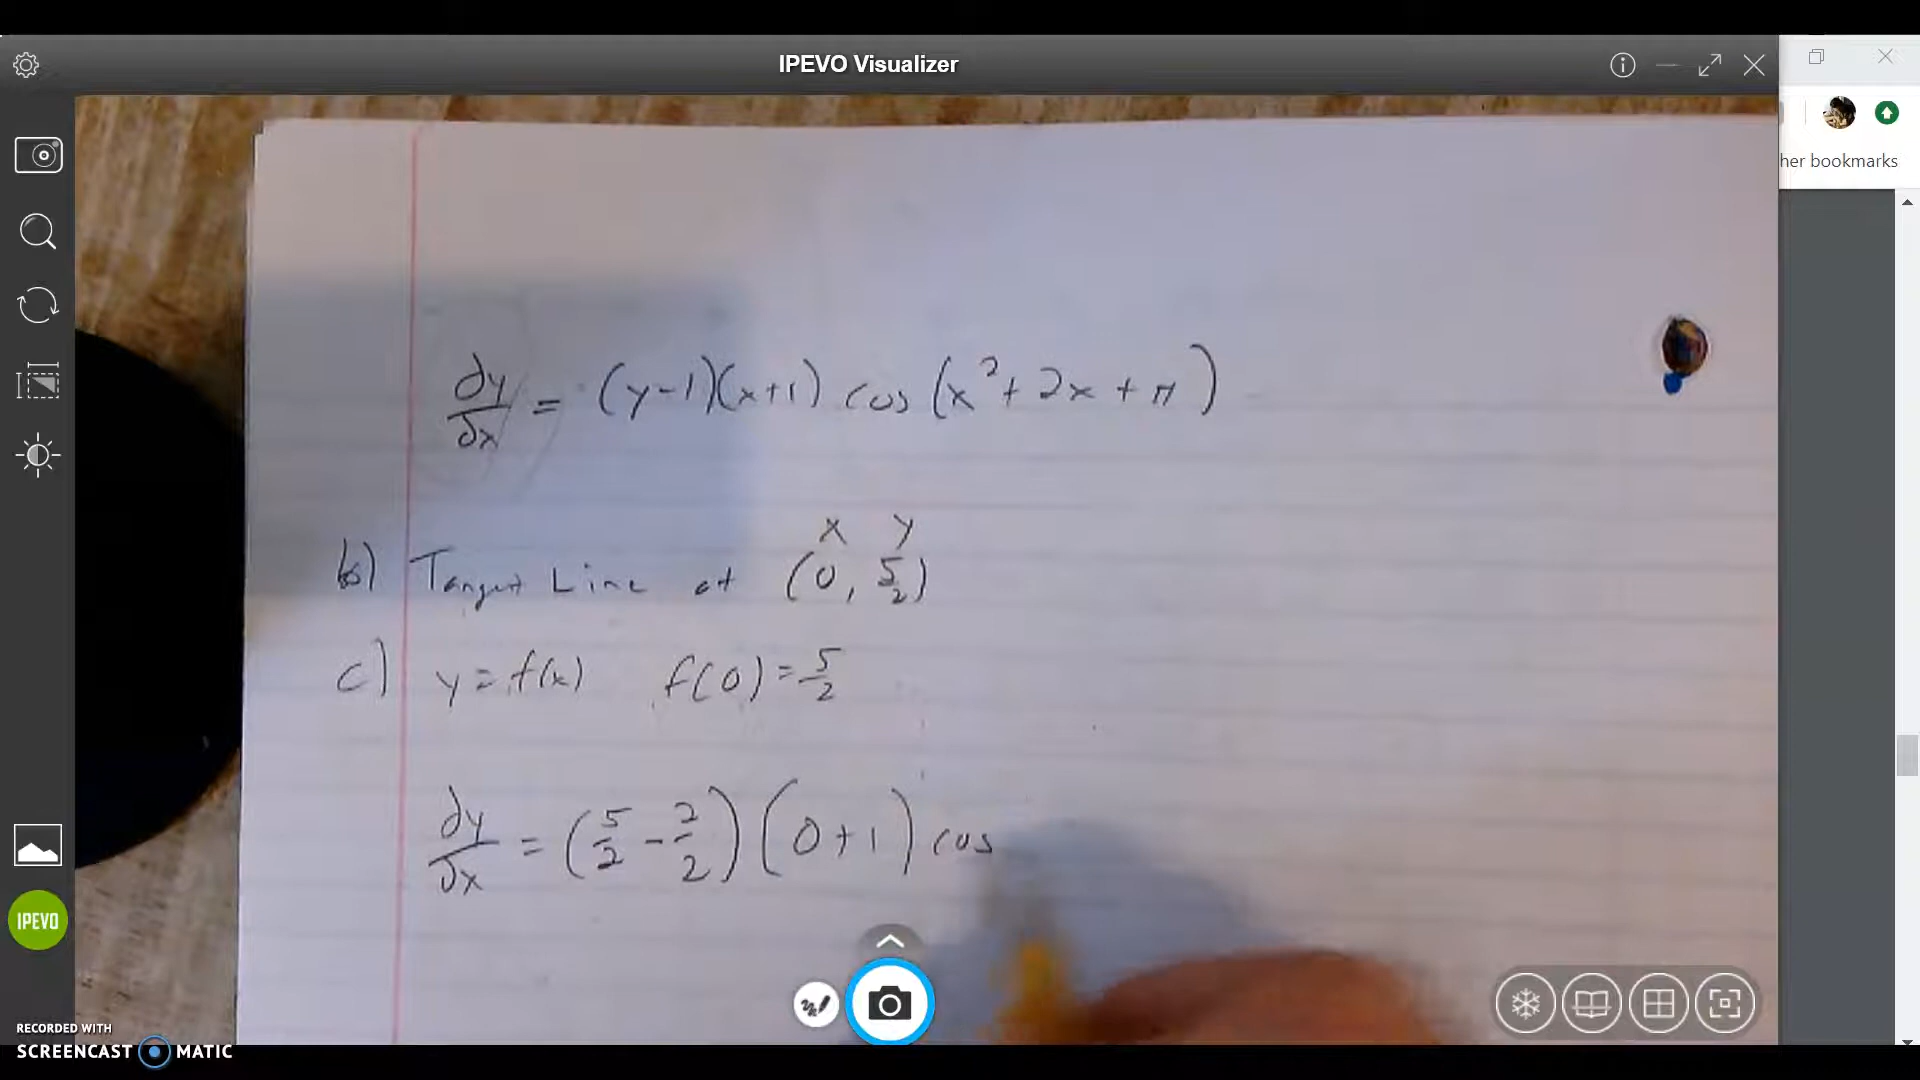 IPEVO Visualizer
her bookmarks
dy/dx = (y-1)(x+1) cos (x² + 2x + π)
x y
b) Tangent Line at (0, 5/2)
c) y = f(x) f(0) = 5/2
dy/dx = (5/2 - 2/2) (0 + 1) cos
IPEVO
RECORDED WITH
SCREENCAST MATIC